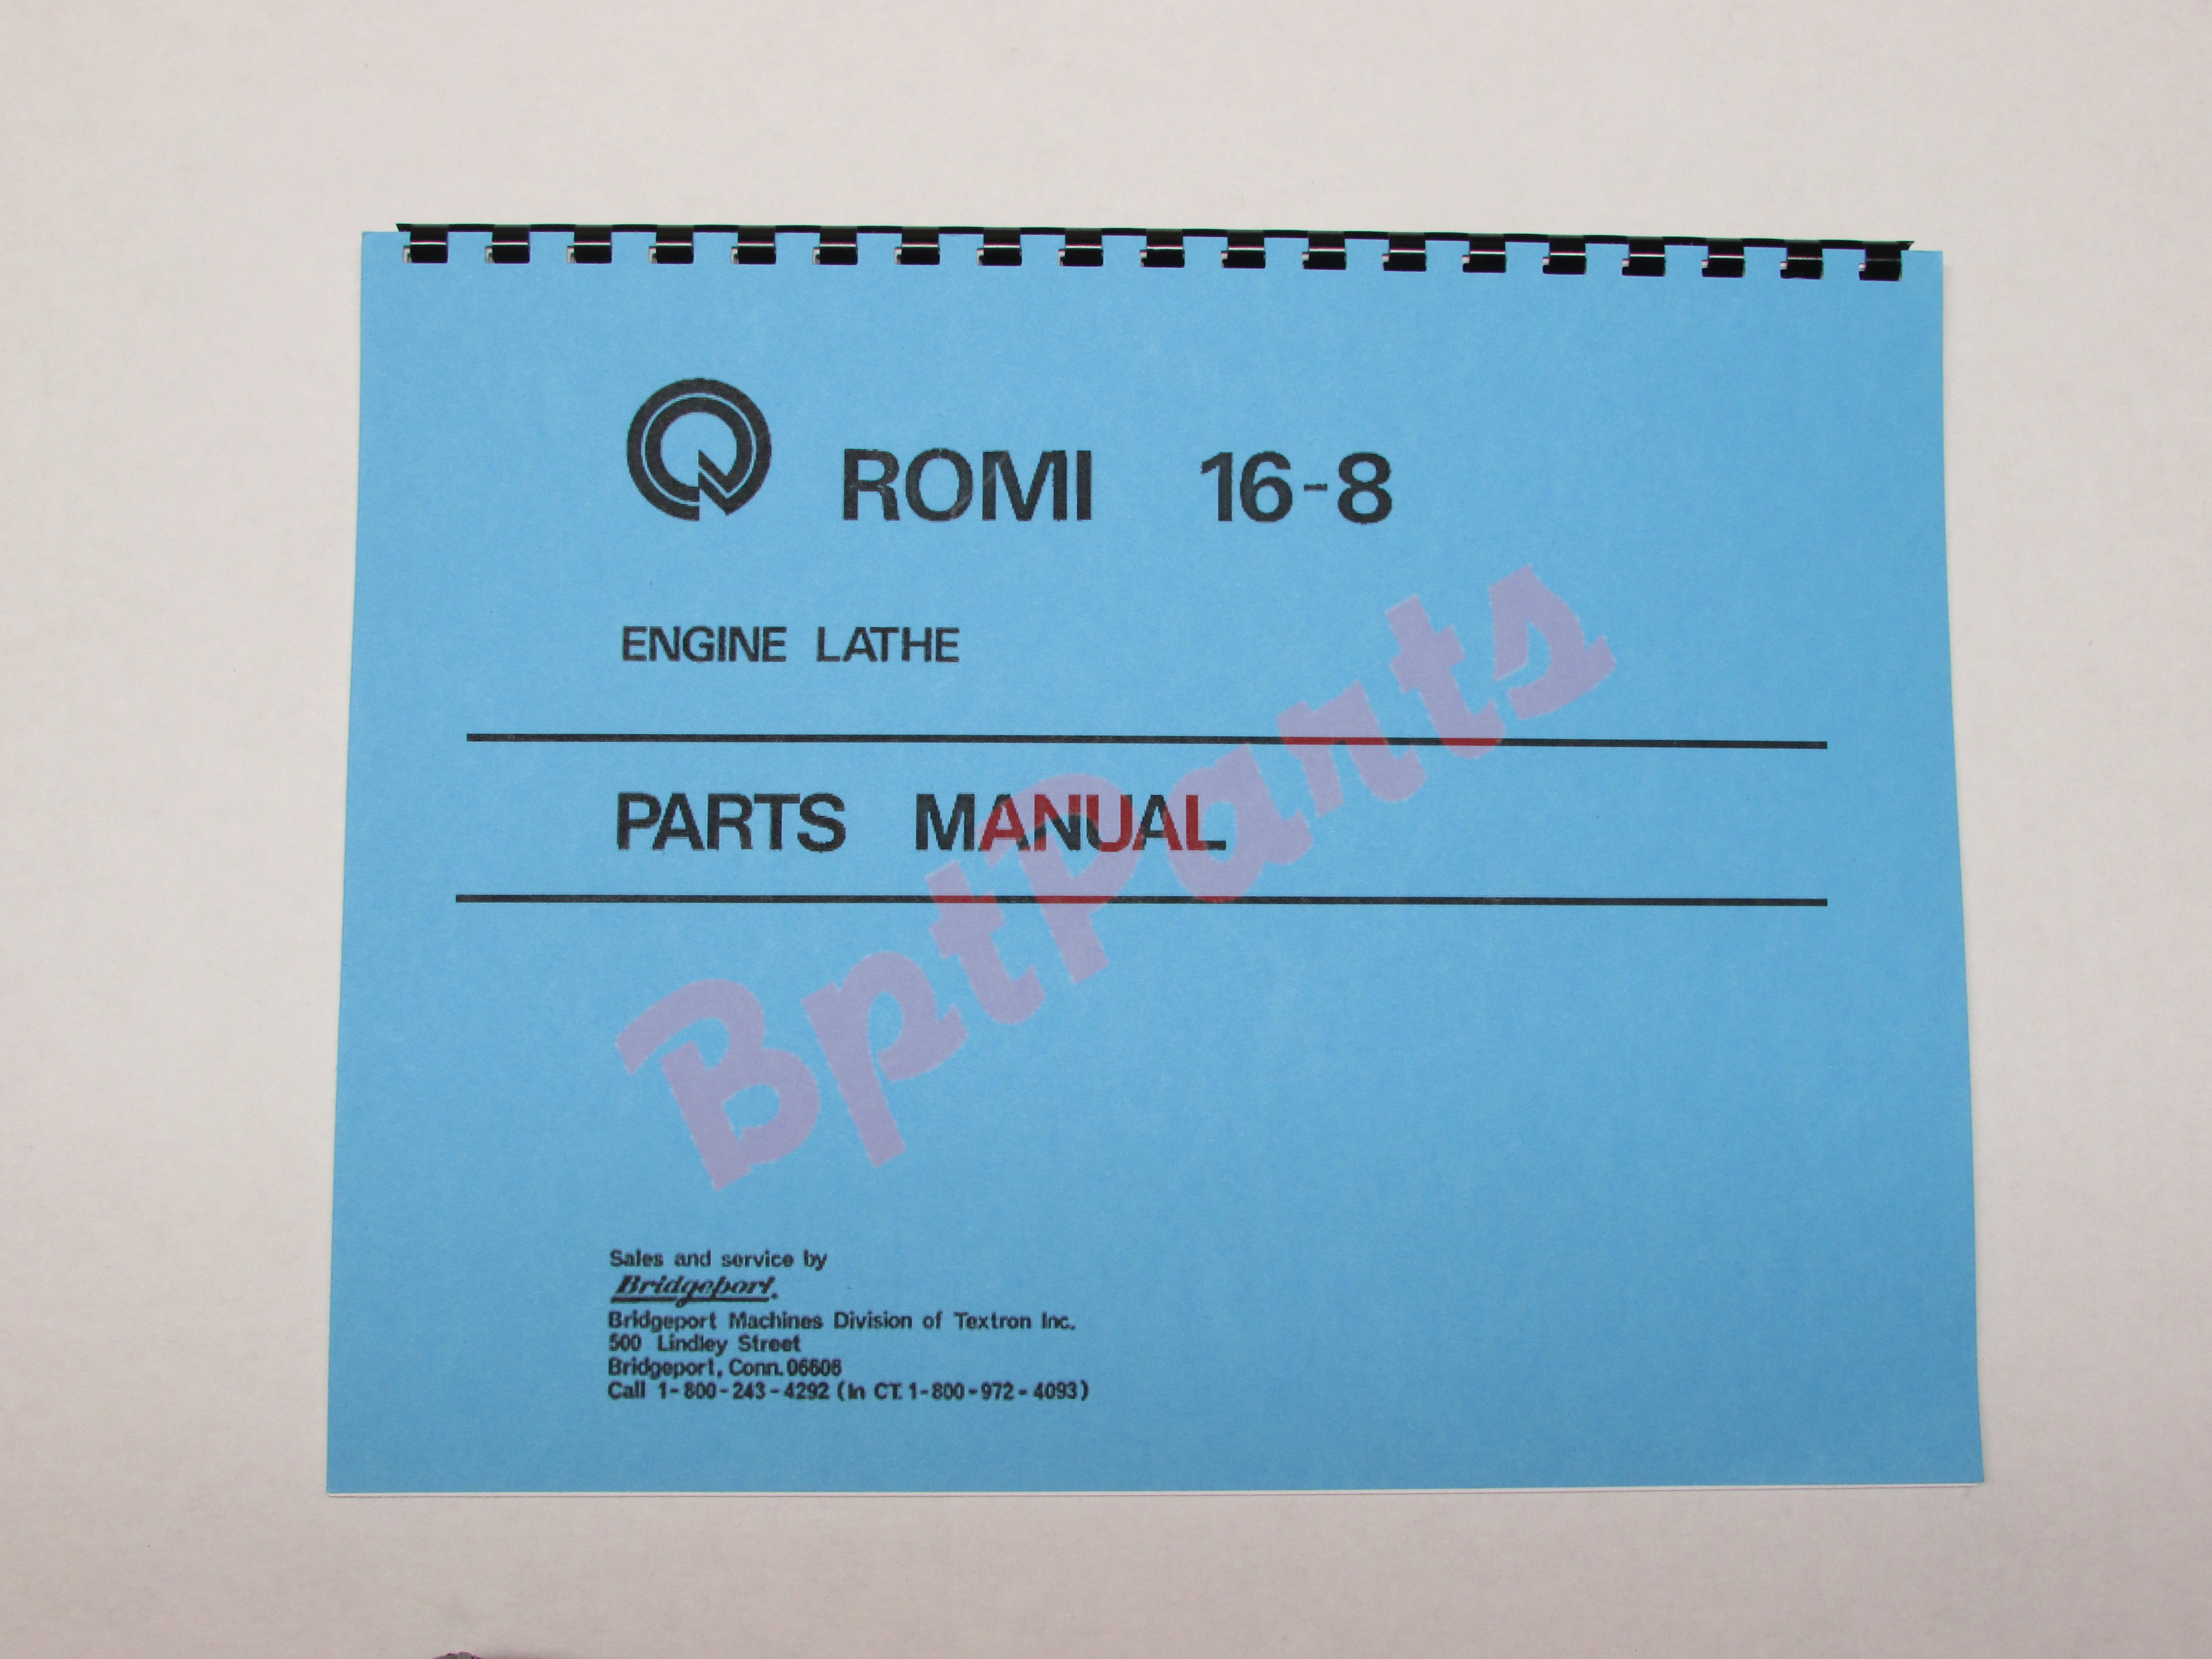 ROMI 16-8
ENGINE LATHE
PARTS MANUAL
BptParts
Sales and service by
Bridgeport.
Bridgeport Machines Division of Textron Inc.
500 Lindley Street
Bridgeport, Conn. 06606
Call 1-800-243-4292 (In CT. 1-800-972-4093)